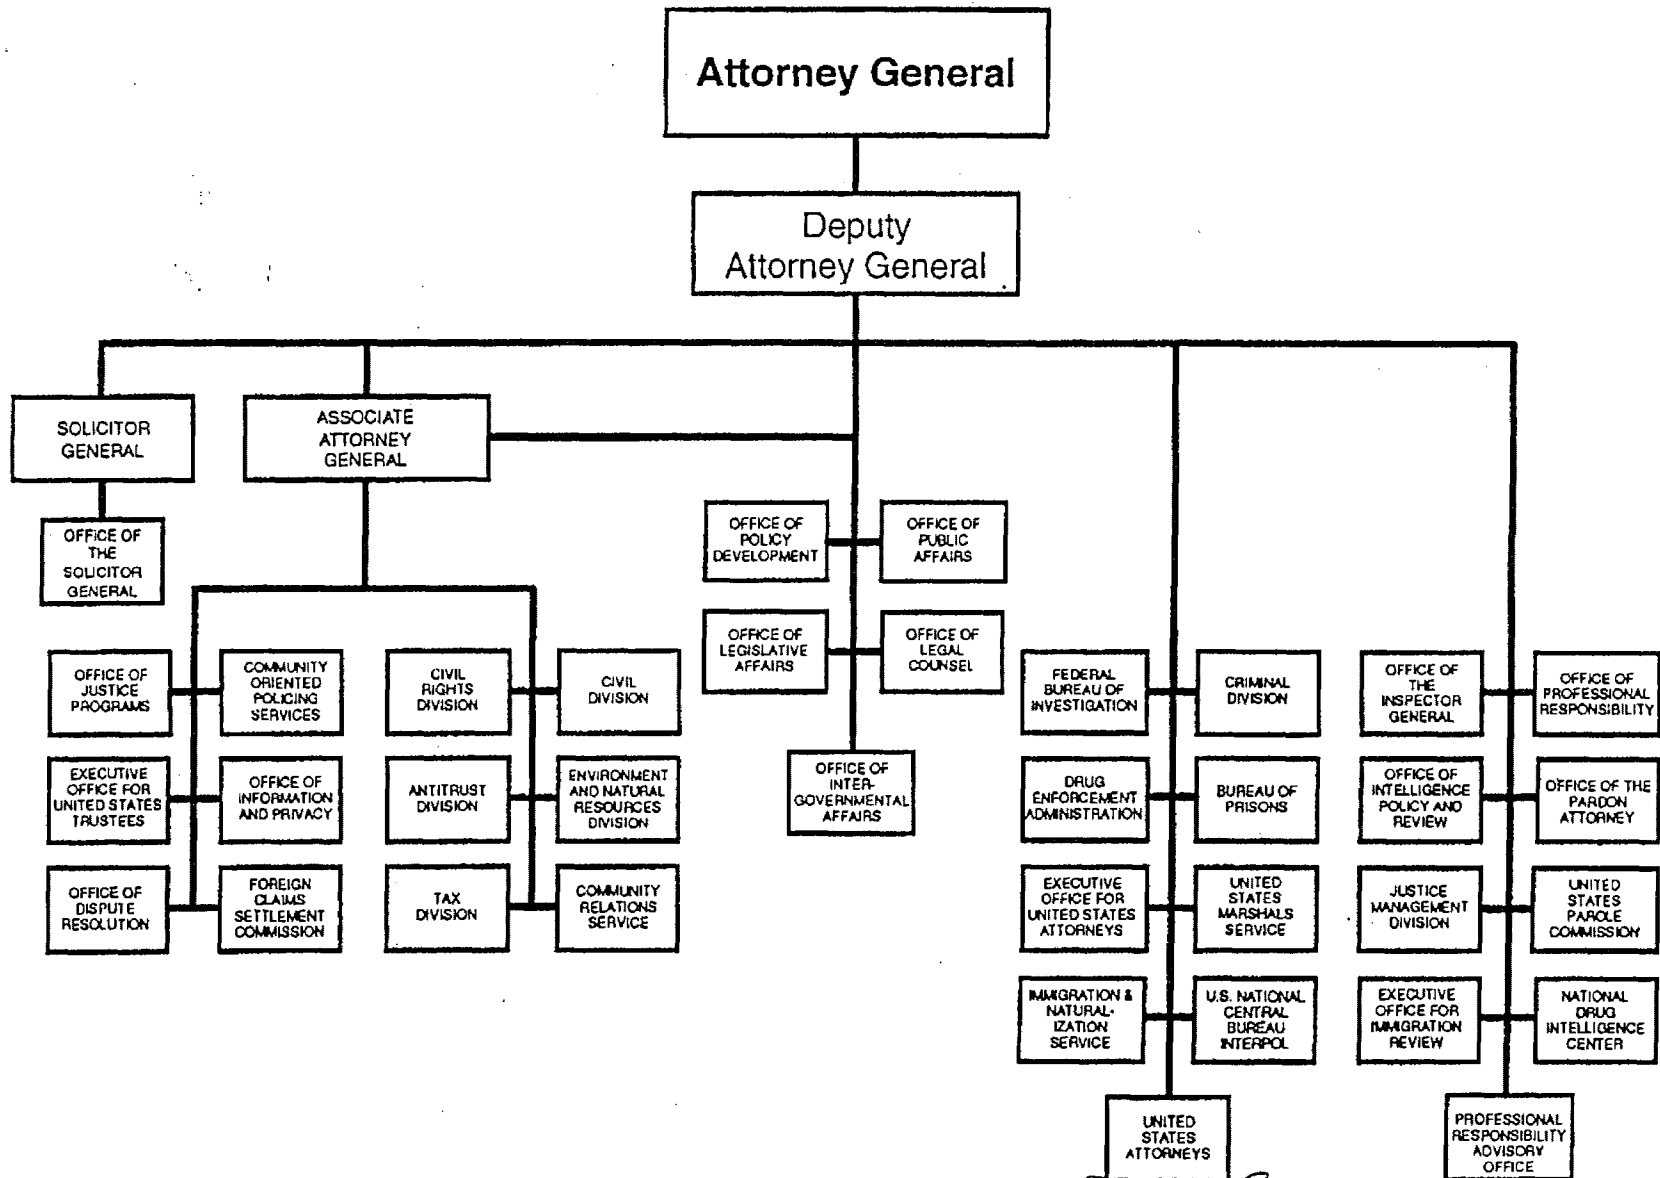 Attorney General
Deputy
Attorney General
SOLICITOR
GENERAL
ASSOCIATE
ATTORNEY
GENERAL
OFFICE OF
THE
SOLICITOR
GENERAL
OFFICE OF
POLICY
DEVELOPMENT
OFFICE OF
PUBLIC
AFFAIRS
OFFICE OF
LEGISLATIVE
AFFAIRS
OFFICE OF
LEGAL
COUNSEL
OFFICE OF
INTER-
GOVERNMENTAL
AFFAIRS
OFFICE OF
JUSTICE
PROGRAMS
COMMUNITY
ORIENTED
POLICING
SERVICES
EXECUTIVE
OFFICE FOR
UNITED STATES
TRUSTEES
OFFICE OF
INFORMATION
AND PRIVACY
OFFICE OF
DISPUTE
RESOLUTION
FOREIGN
CLAIMS
SETTLEMENT
COMMISSION
CIVIL
RIGHTS
DIVISION
CIVIL
DIVISION
ANTITRUST
DIVISION
ENVIRONMENT
AND NATURAL
RESOURCES
DIVISION
TAX
DIVISION
COMMUNITY
RELATIONS
SERVICE
FEDERAL
BUREAU OF
INVESTIGATION
CRIMINAL
DIVISION
DRUG
ENFORCEMENT
ADMINISTRATION
BUREAU OF
PRISONS
EXECUTIVE
OFFICE FOR
UNITED STATES
ATTORNEYS
UNITED
STATES
MARSHALS
SERVICE
IMMIGRATION &
NATURAL-
IZATION
SERVICE
U.S. NATIONAL
CENTRAL
BUREAU
INTERPOL
UNITED
STATES
ATTORNEYS
OFFICE OF
THE
INSPECTOR
GENERAL
OFFICE OF
PROFESSIONAL
RESPONSIBILITY
OFFICE OF
INTELLIGENCE
POLICY AND
REVIEW
OFFICE OF THE
PARDON
ATTORNEY
JUSTICE
MANAGEMENT
DIVISION
UNITED
STATES
PAROLE
COMMISSION
EXECUTIVE
OFFICE FOR
IMMIGRATION
REVIEW
NATIONAL
DRUG
INTELLIGENCE
CENTER
PROFESSIONAL
RESPONSIBILITY
ADVISORY
OFFICE